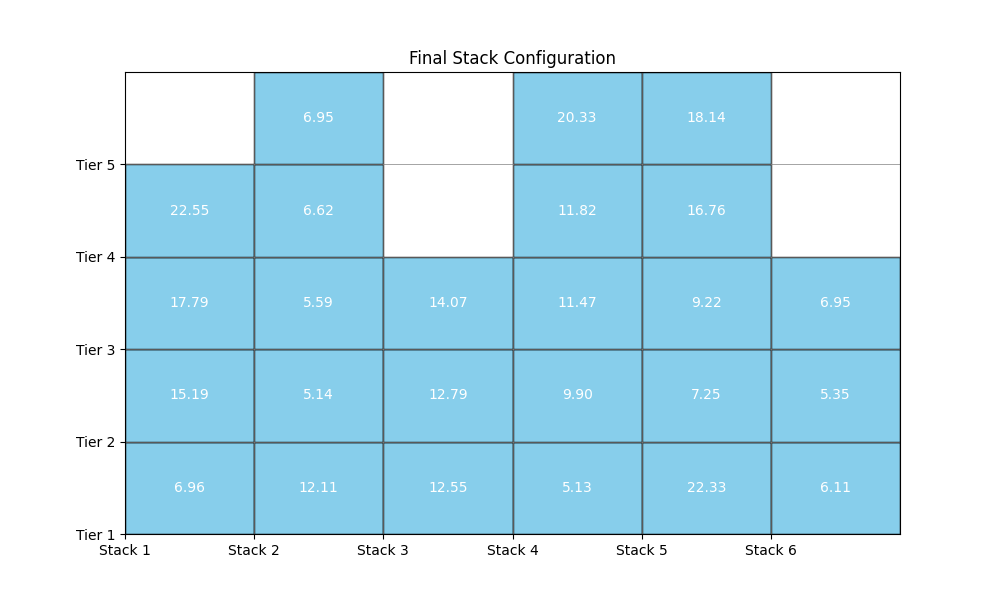 Final Stack Configuration
6.95 20.33 18.14
Tier 5
22.55 6.62 11.82 16.76
Tier 4
17.79 5.59 14.07 11.47 9.22 6.95
Tier 3
15.19 5.14 12.79 9.90 7.25 5.35
Tier 2
6.96 12.11 12.55 5.13 22.33 6.11
Tier 1
Stack 1 Stack 2 Stack 3 Stack 4 Stack 5 Stack 6